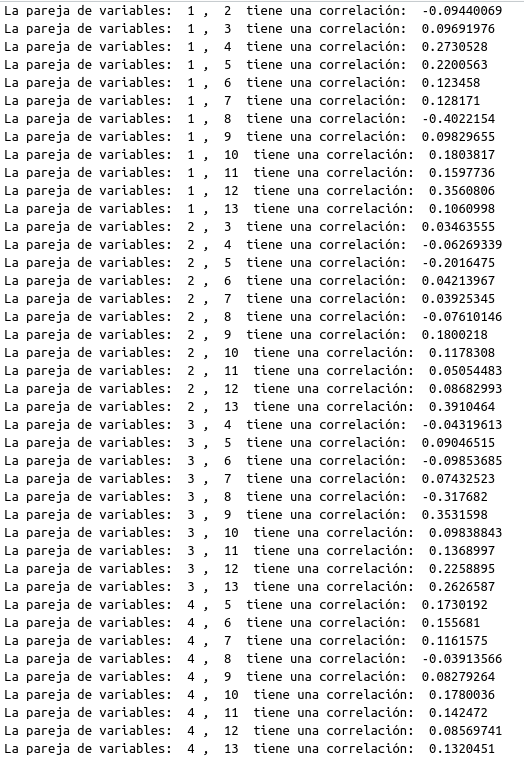 La pareja de variables:  1 ,  2  tiene una correlación:  -0.09440069
La pareja de variables:  1 ,  3  tiene una correlación:  0.09691976
La pareja de variables:  1 ,  4  tiene una correlación:  0.2730528
La pareja de variables:  1 ,  5  tiene una correlación:  0.2200563
La pareja de variables:  1 ,  6  tiene una correlación:  0.123458
La pareja de variables:  1 ,  7  tiene una correlación:  0.128171
La pareja de variables:  1 ,  8  tiene una correlación:  -0.4022154
La pareja de variables:  1 ,  9  tiene una correlación:  0.09829655
La pareja de variables:  1 ,  10  tiene una correlación:  0.1803817
La pareja de variables:  1 ,  11  tiene una correlación:  0.1597736
La pareja de variables:  1 ,  12  tiene una correlación:  0.3560806
La pareja de variables:  1 ,  13  tiene una correlación:  0.1060998
La pareja de variables:  2 ,  3  tiene una correlación:  0.03463555
La pareja de variables:  2 ,  4  tiene una correlación:  -0.06269339
La pareja de variables:  2 ,  5  tiene una correlación:  -0.2016475
La pareja de variables:  2 ,  6  tiene una correlación:  0.04213967
La pareja de variables:  2 ,  7  tiene una correlación:  0.03925345
La pareja de variables:  2 ,  8  tiene una correlación:  -0.07610146
La pareja de variables:  2 ,  9  tiene una correlación:  0.1800218
La pareja de variables:  2 ,  10  tiene una correlación:  0.1178308
La pareja de variables:  2 ,  11  tiene una correlación:  0.05054483
La pareja de variables:  2 ,  12  tiene una correlación:  0.08682993
La pareja de variables:  2 ,  13  tiene una correlación:  0.3910464
La pareja de variables:  3 ,  4  tiene una correlación:  -0.04319613
La pareja de variables:  3 ,  5  tiene una correlación:  0.09046515
La pareja de variables:  3 ,  6  tiene una correlación:  -0.09853685
La pareja de variables:  3 ,  7  tiene una correlación:  0.07432523
La pareja de variables:  3 ,  8  tiene una correlación:  -0.317682
La pareja de variables:  3 ,  9  tiene una correlación:  0.3531598
La pareja de variables:  3 ,  10  tiene una correlación:  0.09838843
La pareja de variables:  3 ,  11  tiene una correlación:  0.1368997
La pareja de variables:  3 ,  12  tiene una correlación:  0.2258895
La pareja de variables:  3 ,  13  tiene una correlación:  0.2626587
La pareja de variables:  4 ,  5  tiene una correlación:  0.1730192
La pareja de variables:  4 ,  6  tiene una correlación:  0.155681
La pareja de variables:  4 ,  7  tiene una correlación:  0.1161575
La pareja de variables:  4 ,  8  tiene una correlación:  -0.03913566
La pareja de variables:  4 ,  9  tiene una correlación:  0.08279264
La pareja de variables:  4 ,  10  tiene una correlación:  0.1780036
La pareja de variables:  4 ,  11  tiene una correlación:  0.142472
La pareja de variables:  4 ,  12  tiene una correlación:  0.08569741
La pareja de variables:  4 ,  13  tiene una correlación:  0.1320451